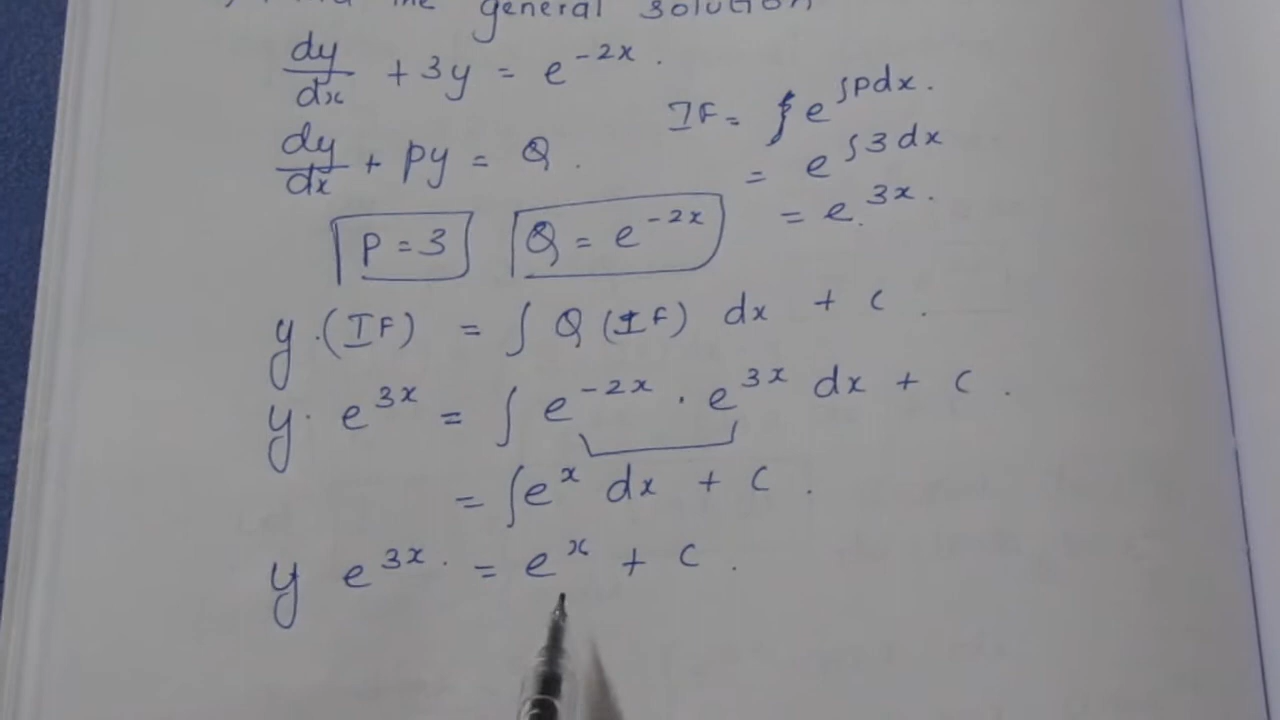 the general solution
dy/dx + 3y = e^-2x .
dy/dx + Py = Q .
IF = e^∫Pdx .
= e^∫3dx
= e^3x .
P = 3 Q = e^-2x
y . (IF) = ∫ Q (IF) dx + C .
y . e^3x = ∫ e^-2x . e^3x dx + C .
= ∫ e^x dx + C .
y e^3x . = e^x + C .